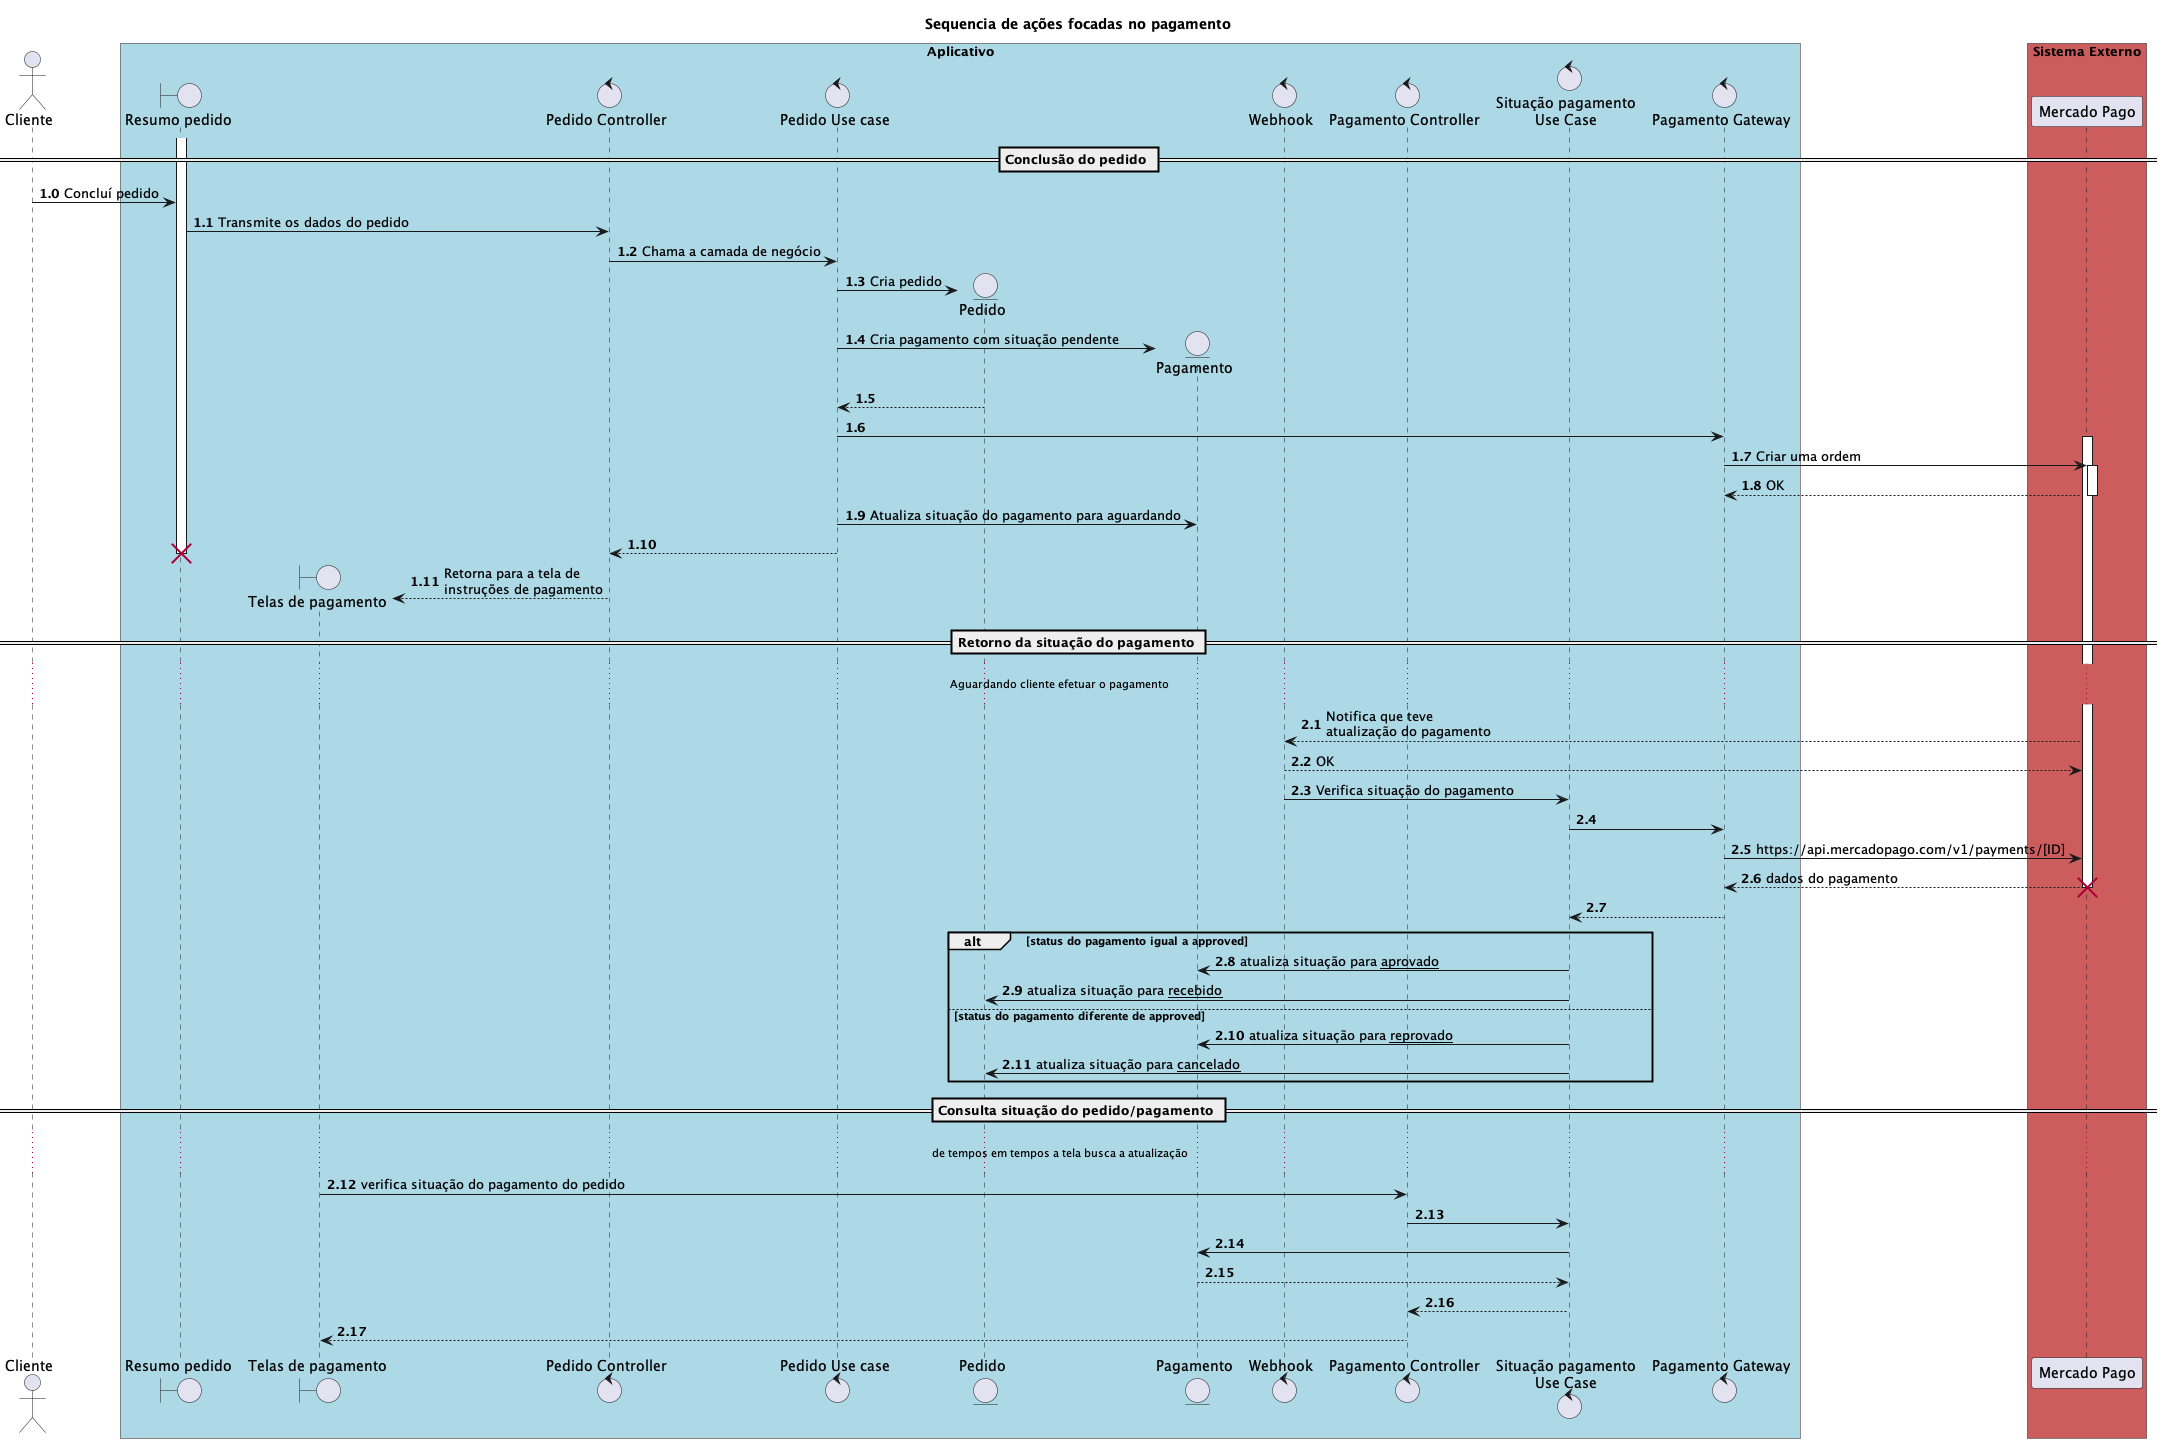 Sequencia de ações focadas no pagamento
Aplicativo
Sistema Externo
Cliente
Resumo pedido
Pedido Controller
Pedido Use case
Webhook
Pagamento Controller
Situação pagamento
Use Case
Pagamento Gateway
Mercado Pago
Conclusão do pedido
1.0 Concluí pedido
1.1 Transmite os dados do pedido
1.2 Chama a camada de negócio
1.3 Cria pedido
Pedido
1.4 Cria pagamento com situação pendente
Pagamento
1.5
1.6
1.7 Criar uma ordem
1.8 OK
1.9 Atualiza situação do pagamento para aguardando
1.10
1.11 Retorna para a tela de
instruções de pagamento
Telas de pagamento
Retorno da situação do pagamento
Aguardando cliente efetuar o pagamento
2.1 Notifica que teve
atualização do pagamento
2.2 OK
2.3 Verifica situação do pagamento
2.4
2.5 https://api.mercadopago.com/v1/payments/[ID]
2.6 dados do pagamento
2.7
alt [status do pagamento igual a approved]
2.8 atualiza situação para aprovado
2.9 atualiza situação para recebido
[status do pagamento diferente de approved]
2.10 atualiza situação para reprovado
2.11 atualiza situação para cancelado
Consulta situação do pedido/pagamento
de tempos em tempos a tela busca a atualização
2.12 verifica situação do pagamento do pedido
2.13
2.14
2.15
2.16
2.17
Cliente
Resumo pedido
Telas de pagamento
Pedido Controller
Pedido Use case
Pedido
Pagamento
Webhook
Pagamento Controller
Situação pagamento
Use Case
Pagamento Gateway
Mercado Pago